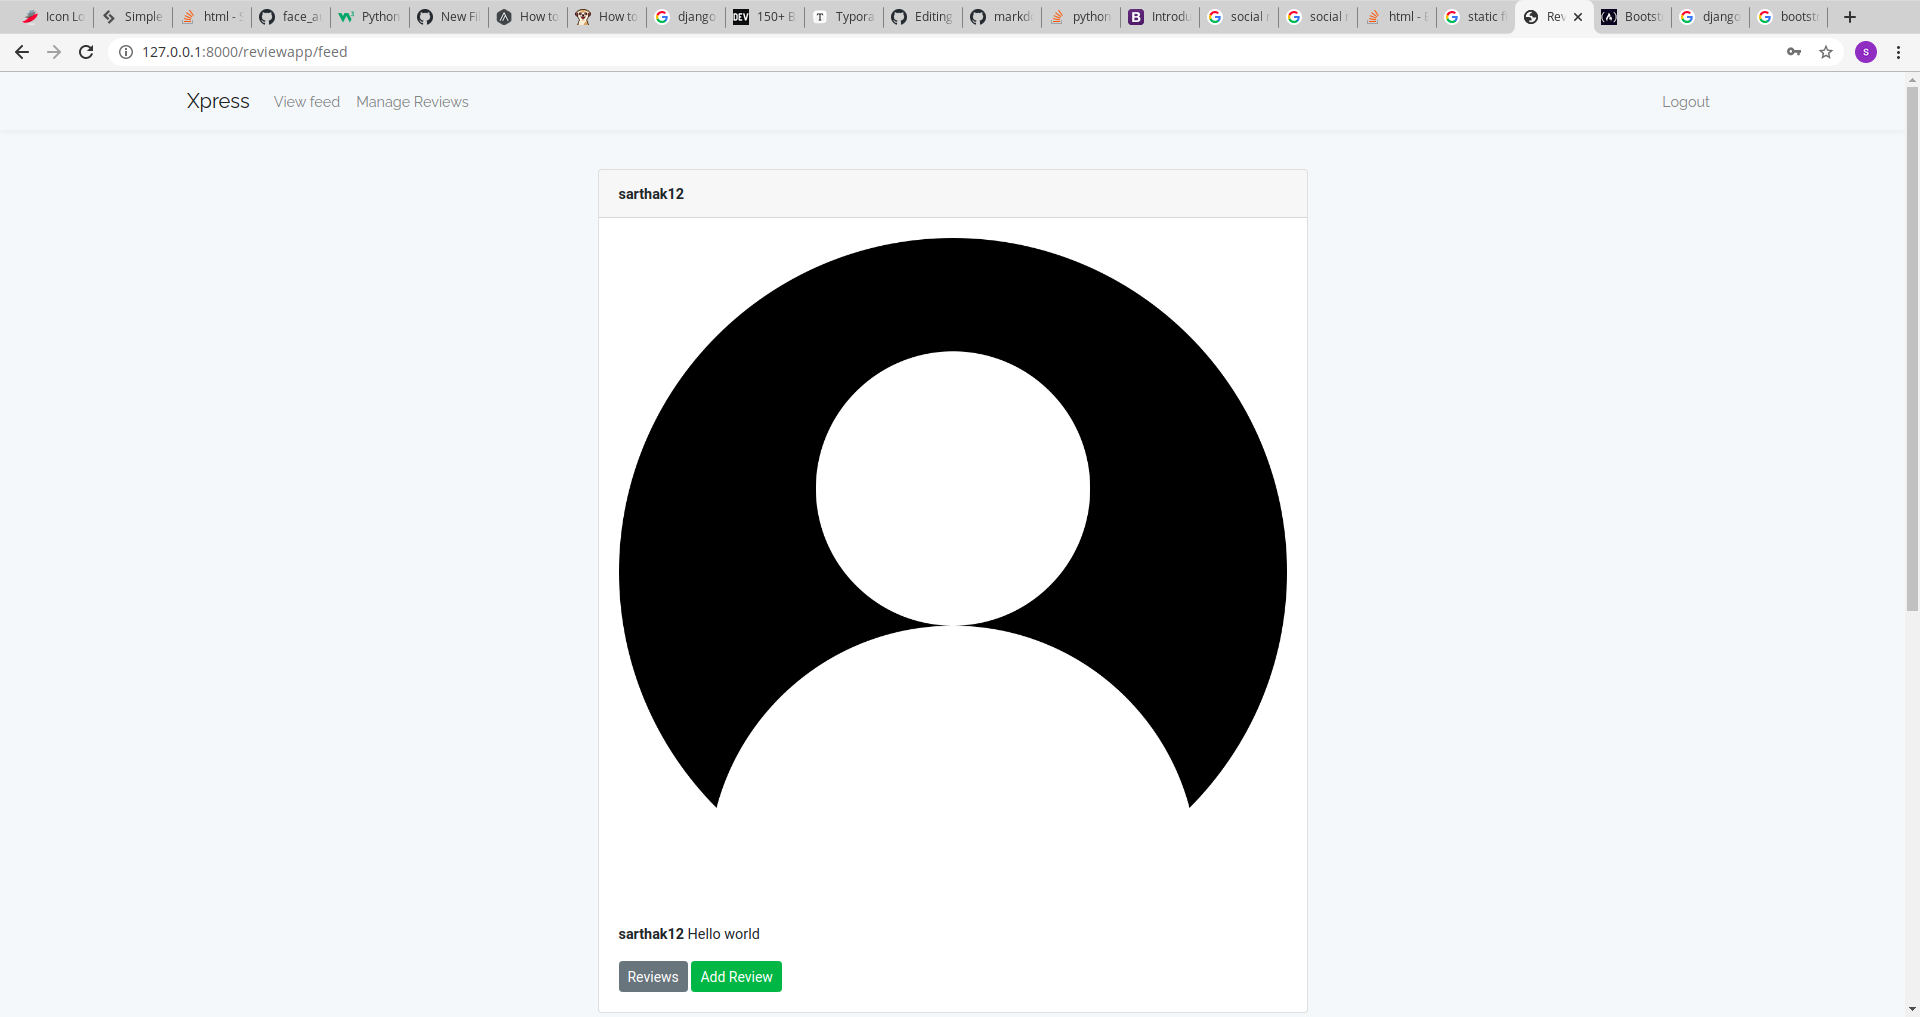 Icon Lo Simple html - S face_a Python New Fi How to How to django 150+ B Typora Editing markd python Introdu social social html - static f Rev Bootst django bootst
127.0.0.1:8000/reviewapp/feed s
Xpress View feed Manage Reviews Logout
sarthak12
sarthak12 Hello world
Reviews Add Review